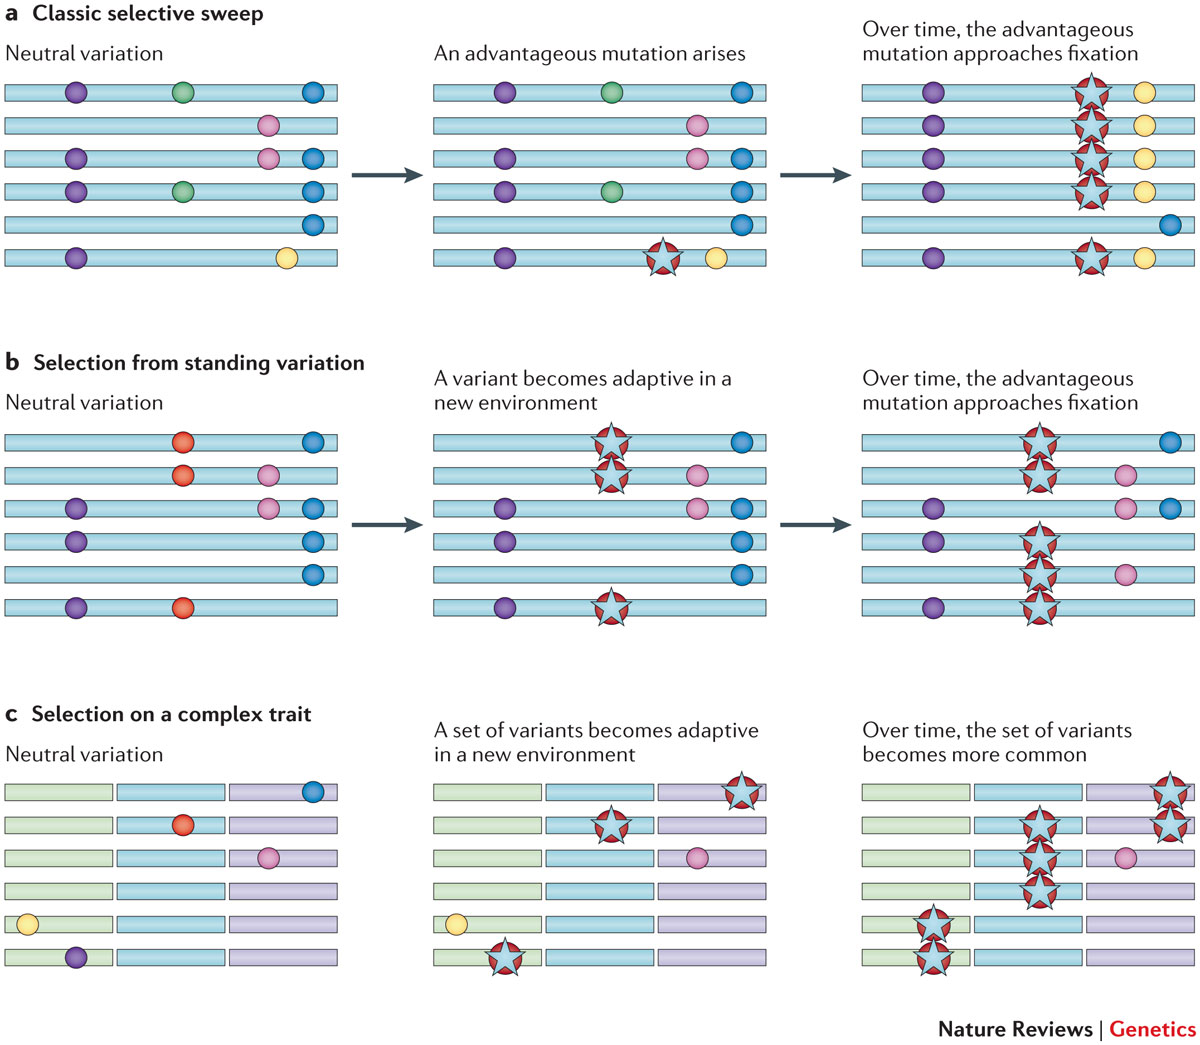 a Classic selective sweep
Neutral variation
An advantageous mutation arises
Over time, the advantageous
mutation approaches fixation
b Selection from standing variation
Neutral variation
A variant becomes adaptive in a
new environment
Over time, the advantageous
mutation approaches fixation
c Selection on a complex trait
Neutral variation
A set of variants becomes adaptive
in a new environment
Over time, the set of variants
becomes more common
Nature Reviews | Genetics